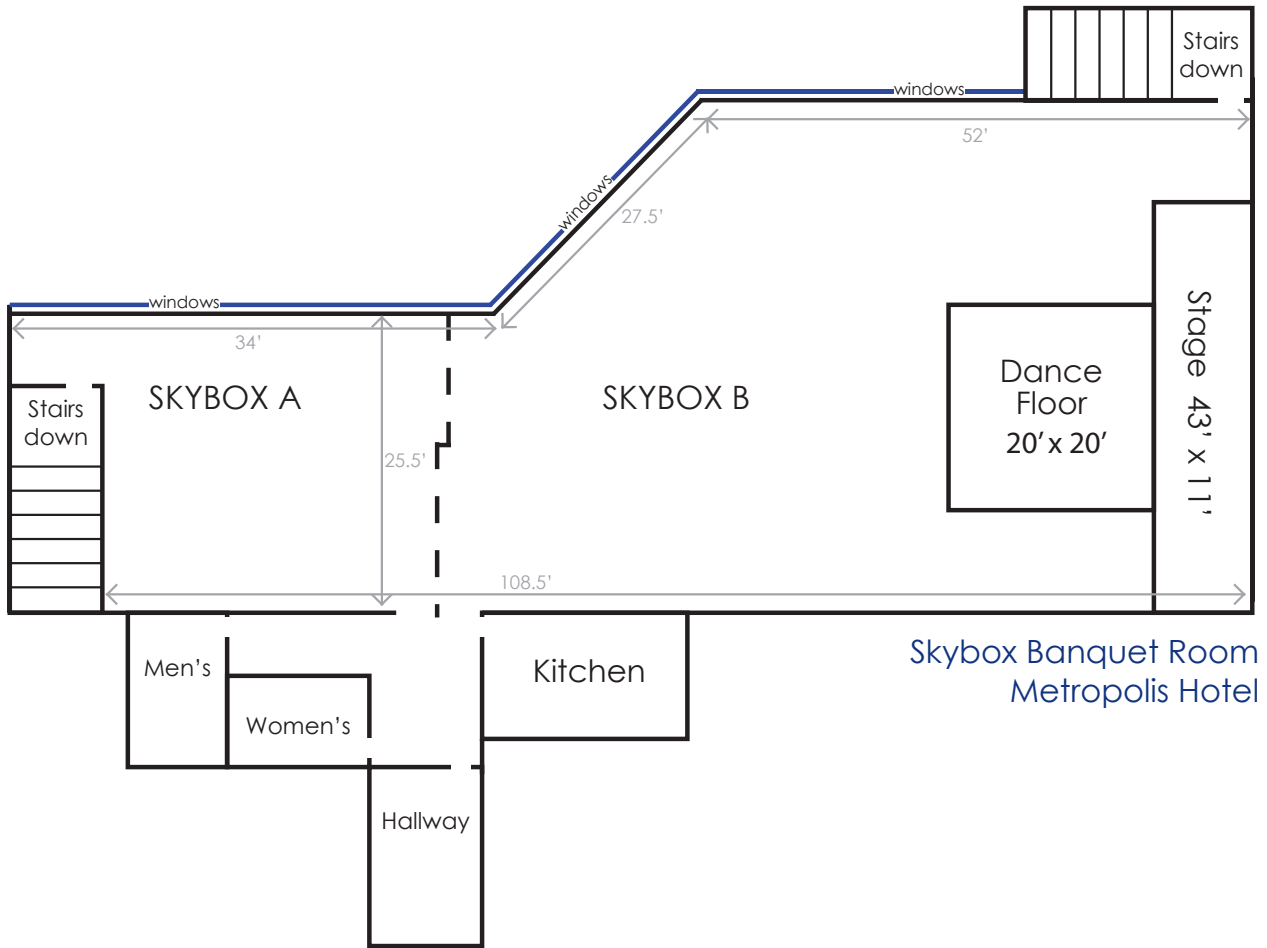 Stairs
down
windows
52'
windows
27.5'
windows
34'
SKYBOX A
SKYBOX B
Stairs
down
25.5'
Dance
Floor
20' x 20'
Stage 43' x 11'
108.5'
Men's
Women's
Kitchen
Hallway
Skybox Banquet Room
Metropolis Hotel